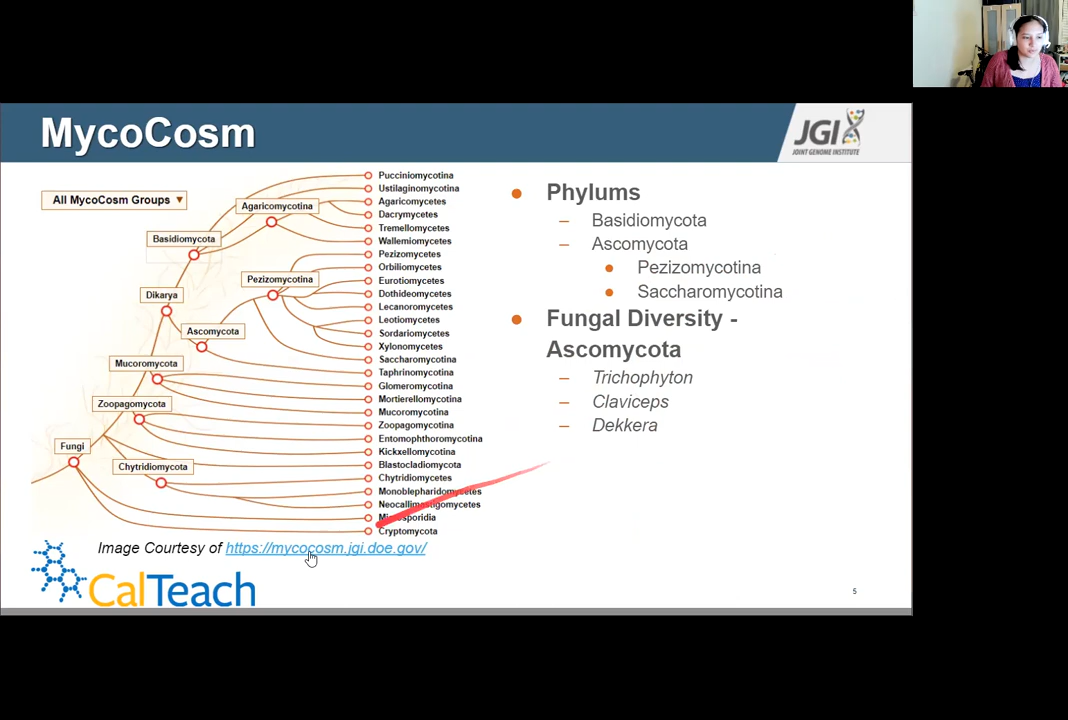 MycoCosm
JGI
JOINT GENOME INSTITUTE
All MycoCosm Groups
Pucciniomycotina
Ustilaginomycotina
Agaricomycotina
Agaricomycetes
Dacrymycetes
Tremellomycetes
Basidiomycota
Wallemiomycetes
Pezizomycetes
Orbiliomycetes
Pezizomycotina
Eurotiomycetes
Dikarya
Dothideomycetes
Lecanoromycetes
Leotiomycetes
Ascomycota
Sordariomycetes
Xylonomycetes
Mucoromycota
Saccharomycotina
Taphrinomycotina
Glomeromycotina
Zoopagomycota
Mortierellomycotina
Mucoromycotina
Zoopagomycotina
Fungi
Entomophthoromycotina
Kickxellomycotina
Chytridiomycota
Blastocladiomycota
Chytridiomycetes
Monoblepharidomycetes
Neocallimastigomycetes
Microsporidia
Cryptomycota
Image Courtesy of https://mycocosm.jgi.doe.gov/
CalTeach
Phylums
– Basidiomycota
– Ascomycota
Pezizomycotina
Saccharomycotina
Fungal Diversity -
Ascomycota
– Trichophyton
– Claviceps
– Dekkera
5